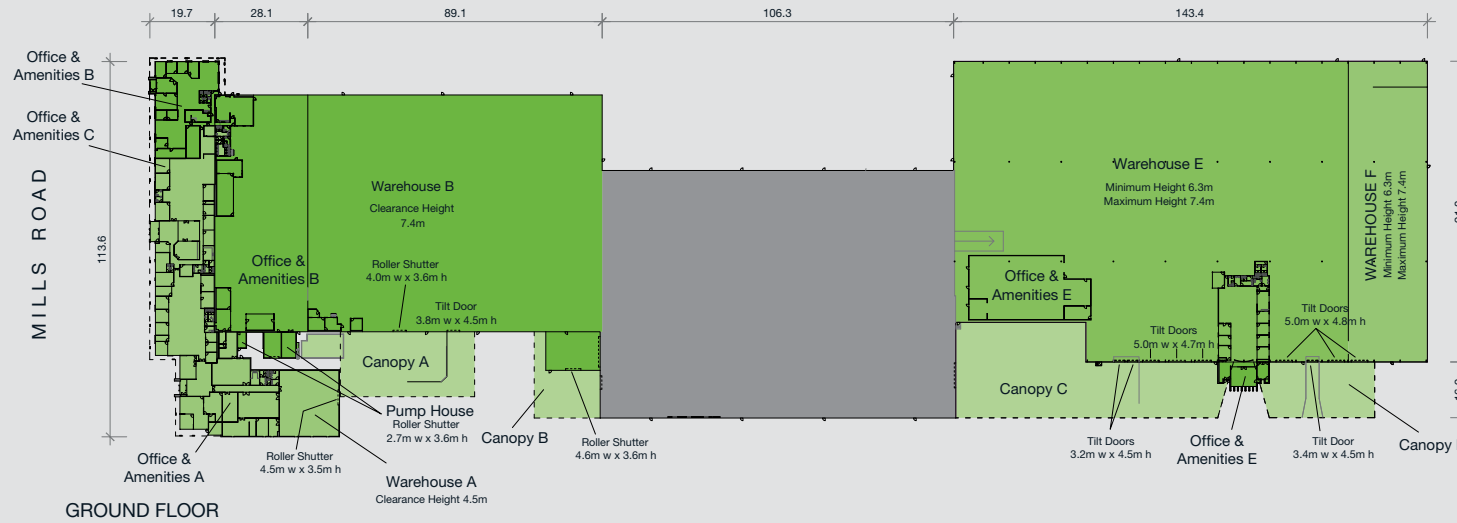 19.7
28.1
89.1
106.3
143.4
Office &
Amenities B
Office &
Amenities C
MILLS ROAD
113.6
Warehouse B
Clearance Height
7.4m
Office &
Amenities B
Roller Shutter
4.0m w x 3.6m h
Tilt Door
3.8m w x 4.5m h
Canopy A
Pump House
Roller Shutter
2.7m w x 3.6m h
Canopy B
Roller Shutter
4.6m w x 3.6m h
Office &
Amenities A
Roller Shutter
4.5m w x 3.5m h
Warehouse A
Clearance Height 4.5m
Warehouse E
Minimum Height 6.3m
Maximum Height 7.4m
WAREHOUSE F
Minimum Height 6.3m
Maximum Height 7.4m
Office &
Amenities E
Tilt Doors
5.0m w x 4.8m h
Tilt Doors
5.0m w x 4.7m h
Canopy C
Tilt Doors
3.2m w x 4.5m h
Office &
Amenities E
Tilt Door
3.4m w x 4.5m h
Canopy
GROUND FLOOR